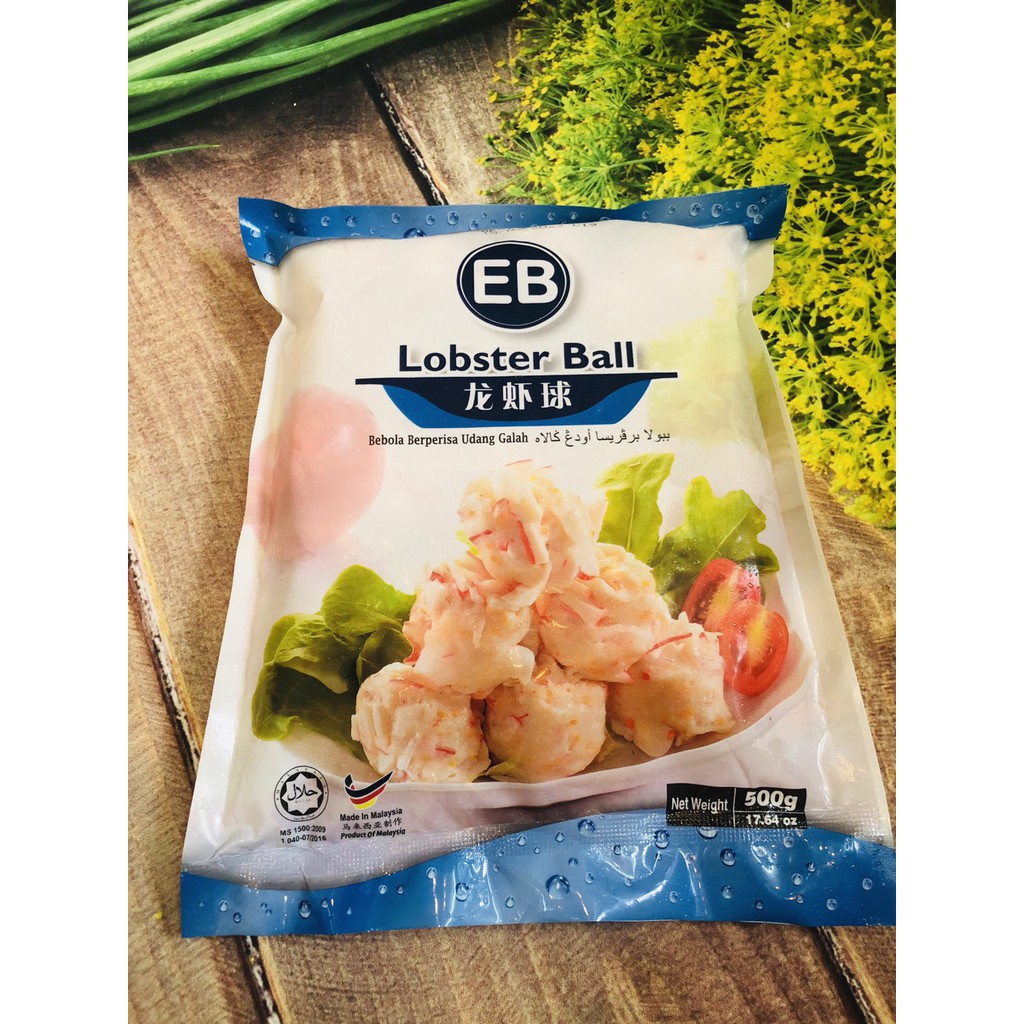 EB
Lobster Ball
龙虾球
Bebola Berperisa Udang Galah ببولا برڤريسا أودڠ ݢالاه
حلال
Made In Malaysia
马来西亚制作
Product Of Malaysia
MS 1500:2009
1 040-07/2016
Net Weight 500g
17.64 oz